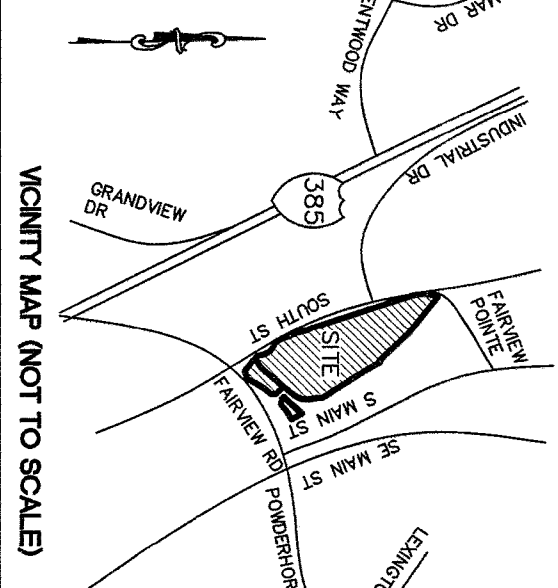 MAR DR
ENTWOOD WAY
INDUSTRIAL DR
385
GRANDVIEW
DR
SOUTH
ST
FAIRVIEW
POINTE
SITE
S MAIN
ST
FAIRVIEW RD
SE MAIN ST
POWDERHOR
LEXINGTO
VICINITY MAP (NOT TO SCALE)